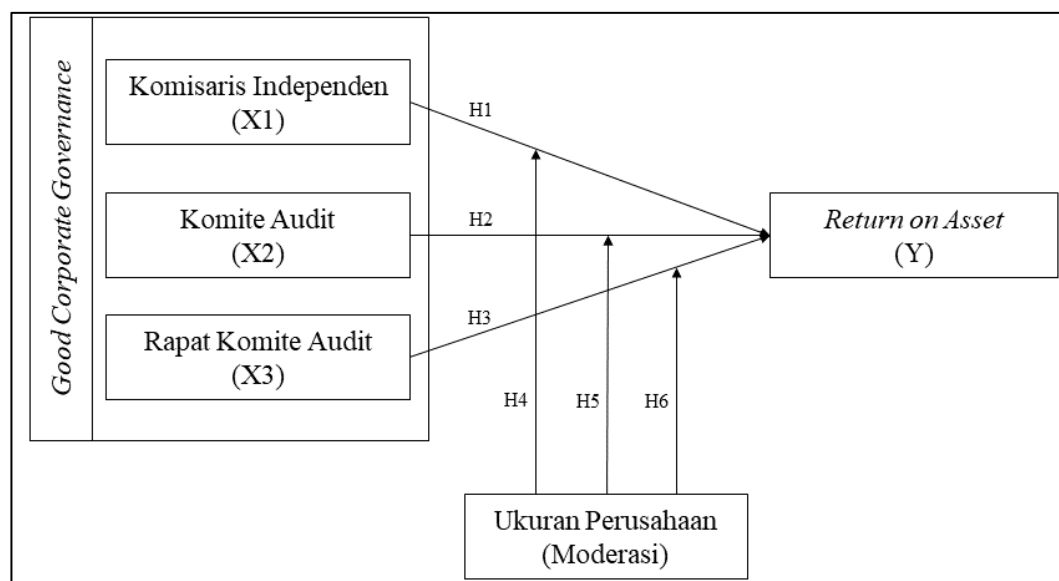 Good Corporate Governance
Komisaris Independen
(X1)
Komite Audit
(X2)
Rapat Komite Audit
(X3)
H1
H2
H3
H4
H5
H6
Return on Asset
(Y)
Ukuran Perusahaan
(Moderasi)